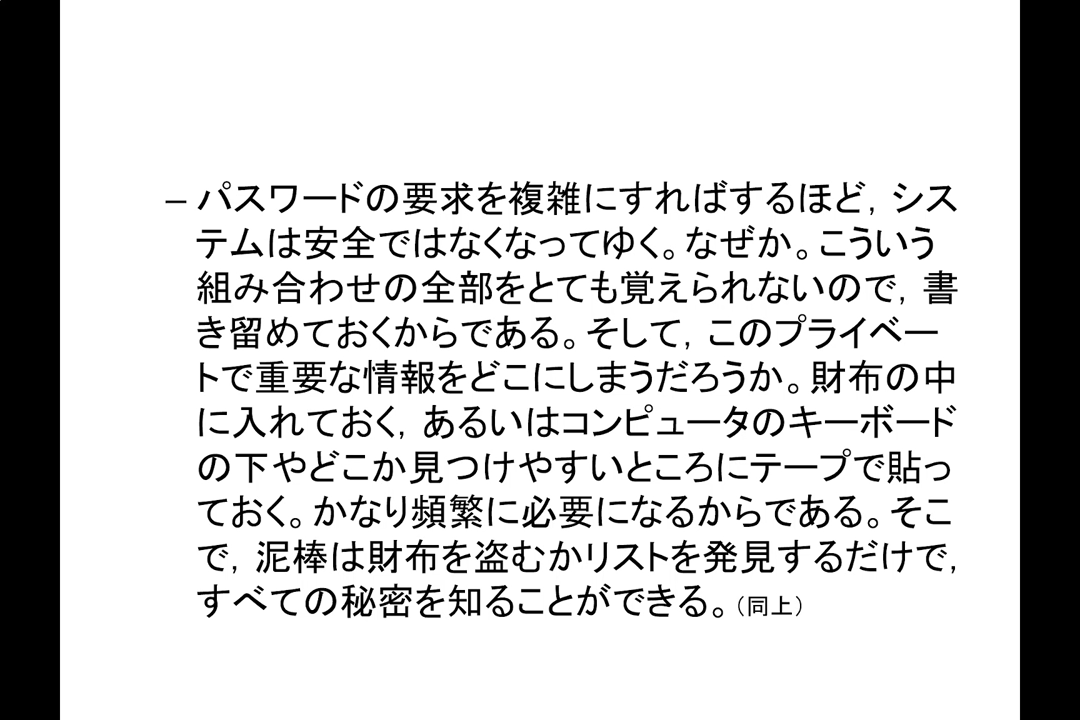 – パスワードの要求を複雑にすればするほど，シス
テムは安全ではなくなってゆく。なぜか。こういう
組み合わせの全部をとても覚えられないので，書
き留めておくからである。そして，このプライベー
トで重要な情報をどこにしまうだろうか。財布の中
に入れておく，あるいはコンピュータのキーボード
の下やどこか見つけやすいところにテープで貼っ
ておく。かなり頻繁に必要になるからである。そこ
で，泥棒は財布を盗むかリストを発見するだけで，
すべての秘密を知ることができる。（同上）